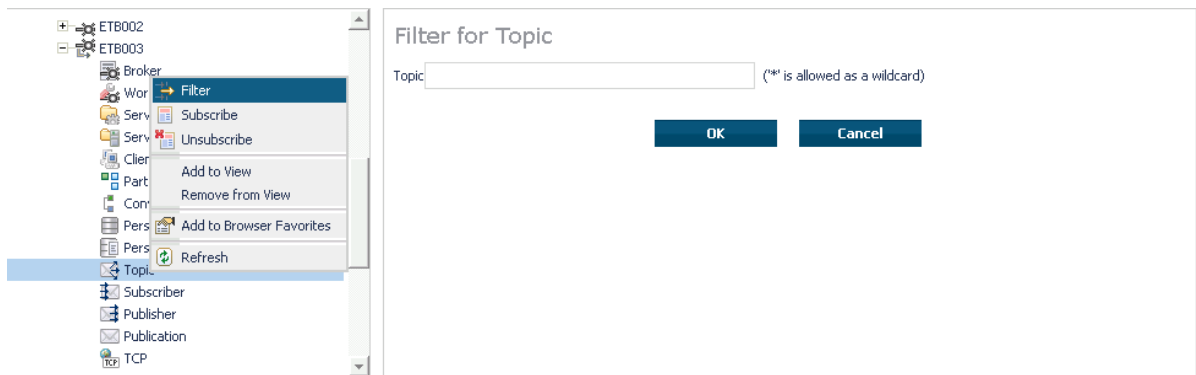 ETB002
ETB003
Broker
Wor
Serv
Serv
Clien
Part
Conv
Pers
Pers
Topic
Subscriber
Publisher
Publication
TCP
Filter
Subscribe
Unsubscribe
Add to View
Remove from View
Add to Browser Favorites
Refresh
Filter for Topic
Topic ('*' is allowed as a wildcard)
OK Cancel